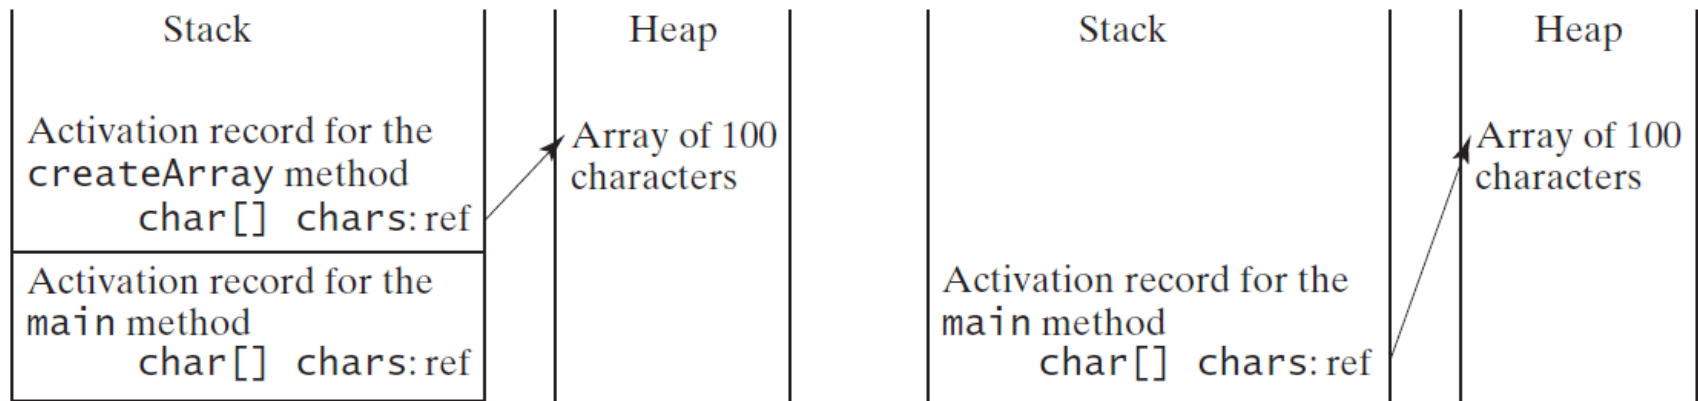 Stack
Heap
Activation record for the
createArray method
char[] chars: ref
Array of 100
characters
Activation record for the
main method
char[] chars: ref
Stack
Heap
Array of 100
characters
Activation record for the
main method
char[] chars: ref